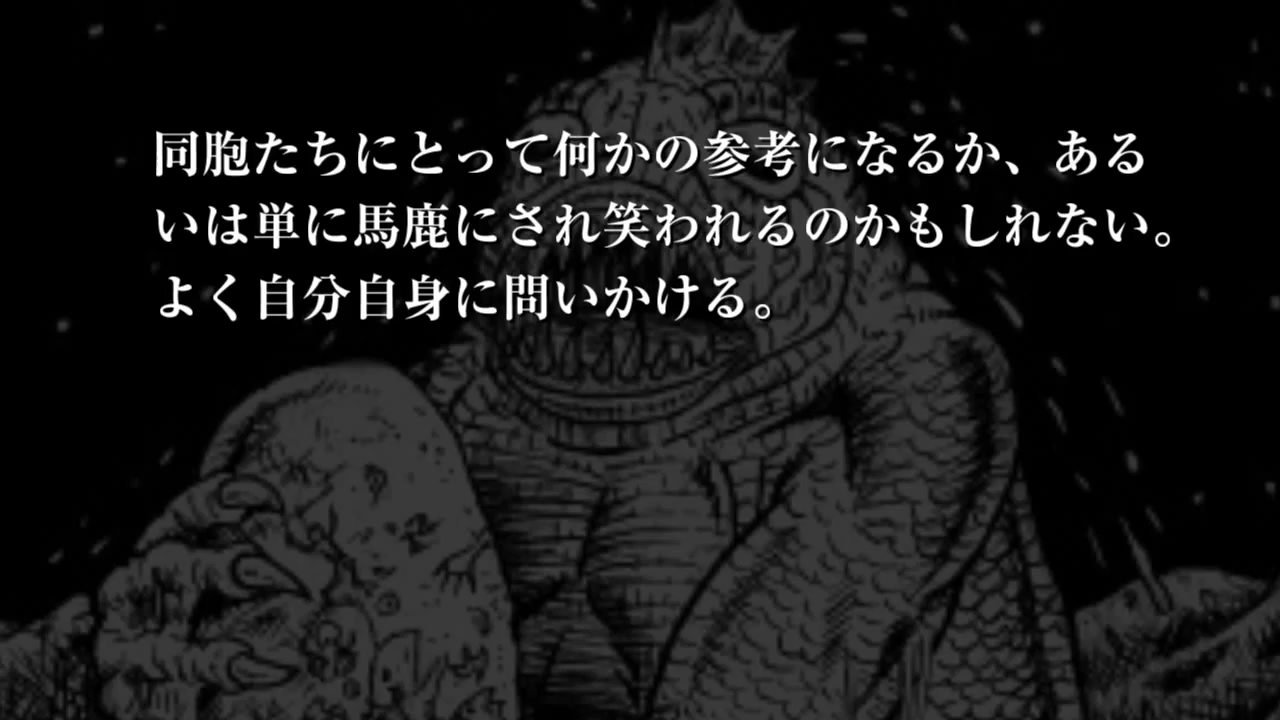 同胞たちにとって何かの参考になるか、ある
いは単に馬鹿にされ笑われるのかもしれない。
よく自分自身に問いかける。